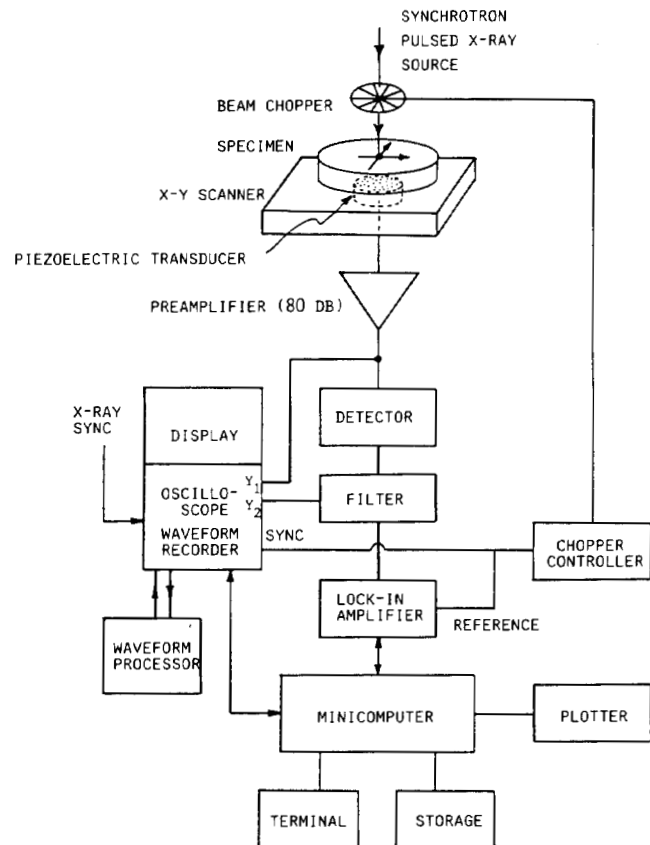 SYNCHROTRON
PULSED X-RAY
SOURCE
BEAM CHOPPER
SPECIMEN
X-Y SCANNER
PIEZOELECTRIC TRANSDUCER
PREAMPLIFIER (80 DB)
X-RAY
SYNC
DISPLAY
DETECTOR
Y1
OSCILLO-
SCOPE
Y2
FILTER
WAVEFORM
RECORDER
SYNC
CHOPPER
CONTROLLER
LOCK-IN
AMPLIFIER
REFERENCE
WAVEFORM
PROCESSOR
MINICOMPUTER
PLOTTER
TERMINAL
STORAGE